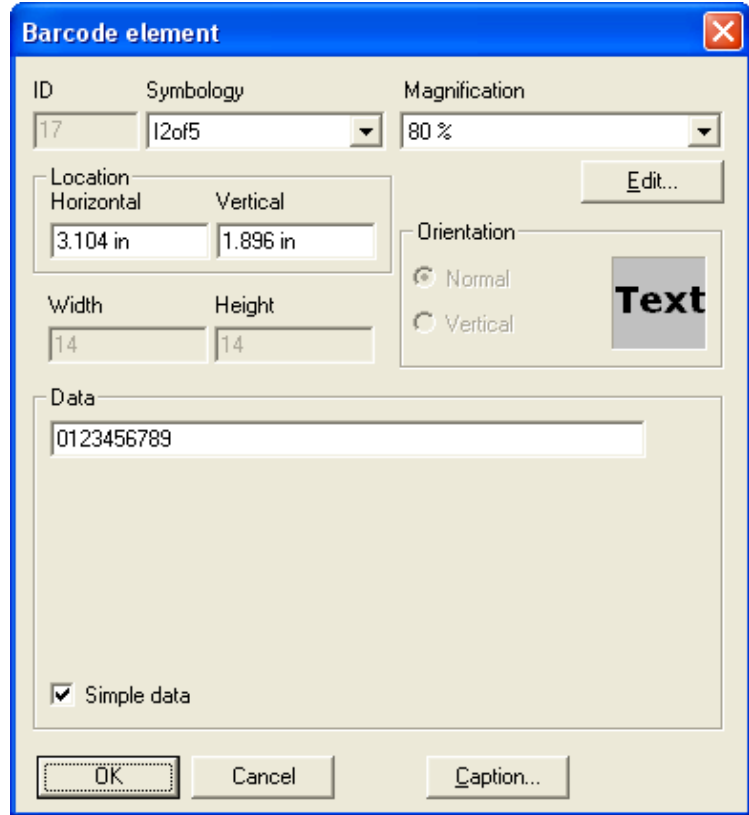 Barcode element
ID Symbology Magnification
17 I2of5 80 %
Edit...
Location
Horizontal Vertical
3.104 in 1.896 in
Orientation
Normal
Vertical
Text
Width Height
14 14
Data
0123456789
Simple data
OK Cancel Caption...